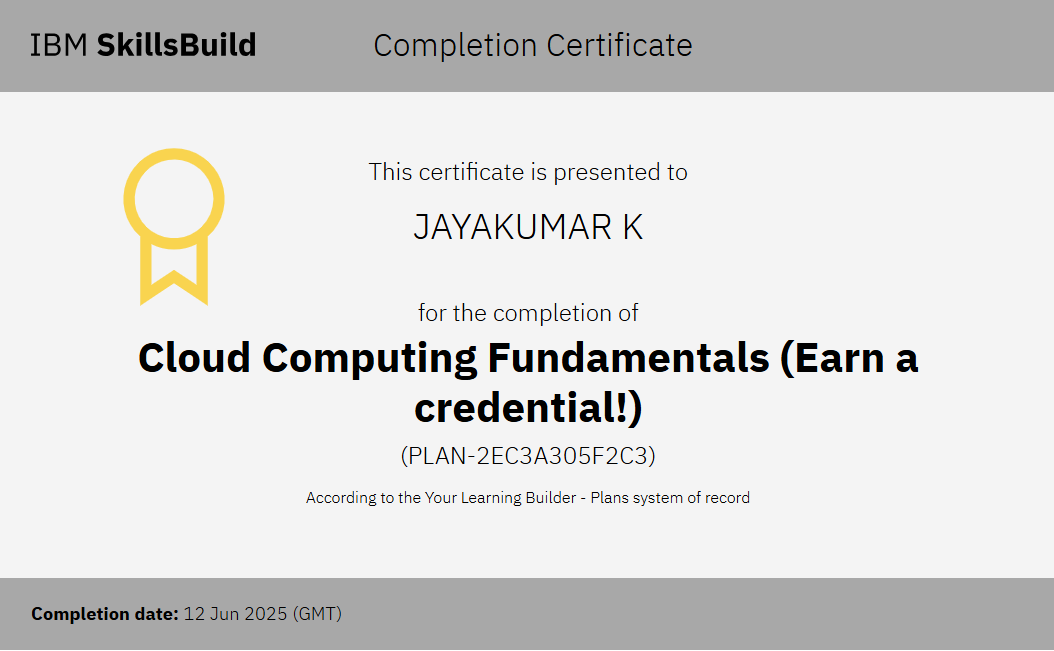 IBM SkillsBuild
Completion Certificate
This certificate is presented to
JAYAKUMAR K
for the completion of
Cloud Computing Fundamentals (Earn a
credential!)
(PLAN-2EC3A305F2C3)
According to the Your Learning Builder - Plans system of record
Completion date: 12 Jun 2025 (GMT)